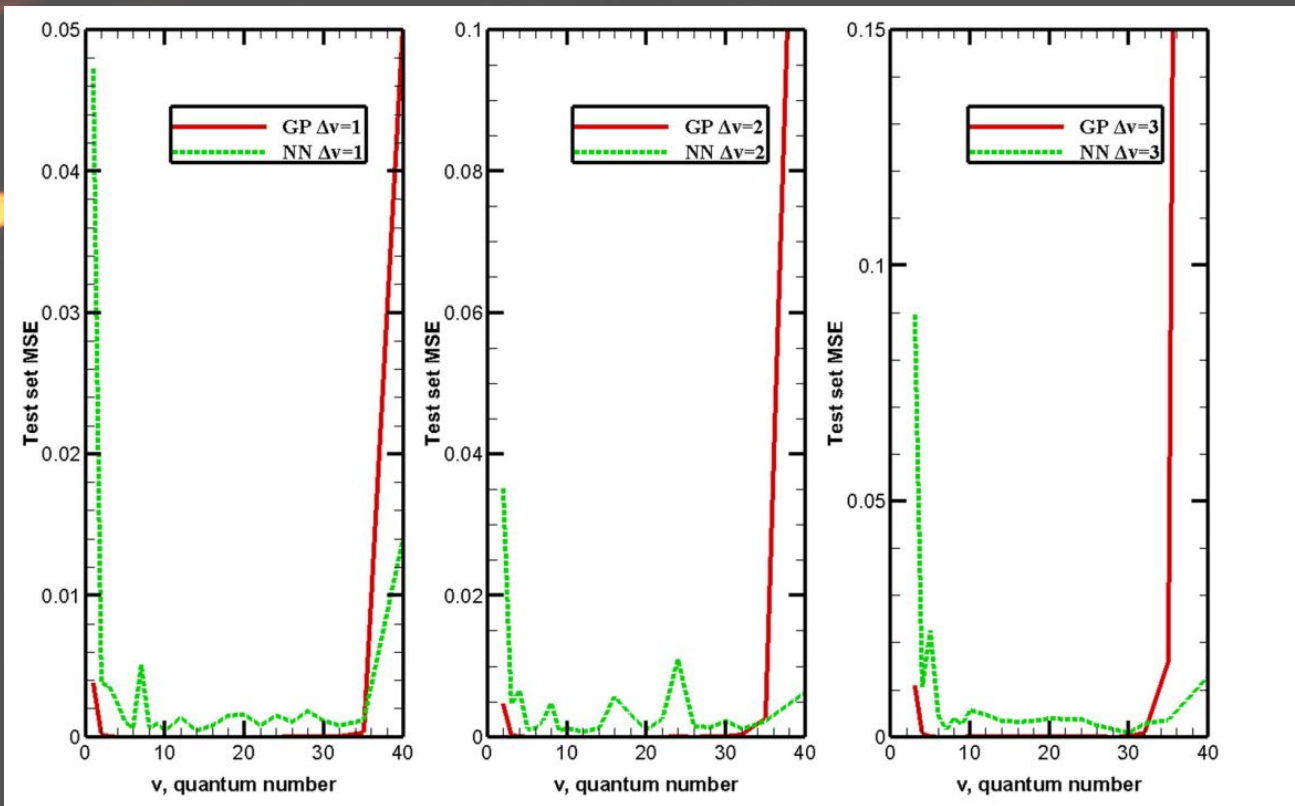 0.05
0.04
0.03
0.02
0.01
0
0 10 20 30 40
Test set MSE
v, quantum number
GP Δv=1
NN Δv=1
0.1
0.08
0.06
0.04
0.02
0
0 10 20 30 40
Test set MSE
v, quantum number
GP Δv=2
NN Δv=2
0.15
0.1
0.05
0
0 10 20 30 40
Test set MSE
v, quantum number
GP Δv=3
NN Δv=3